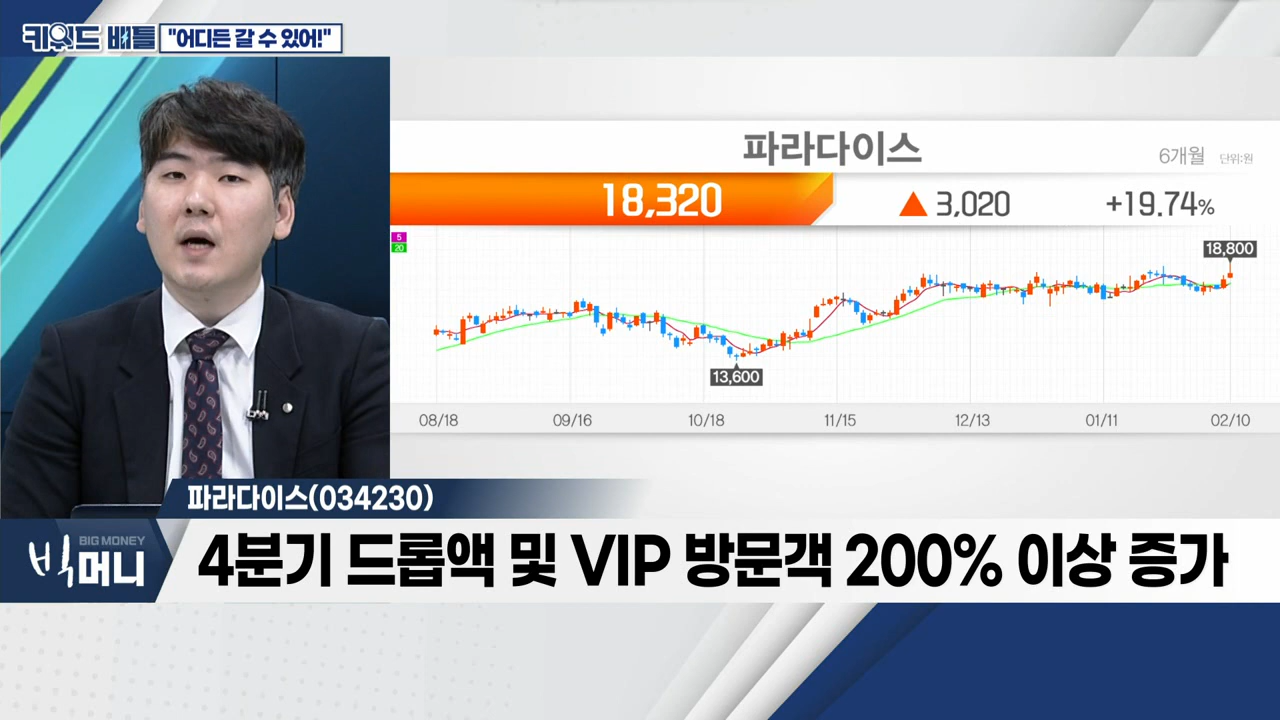 키워드 배틀 "어디든 갈 수 있어!"
파라다이스
6개월 단위:원
18,320 ▲ 3,020 +19.74%
5
20
18,800
13,600
08/18 09/16 10/18 11/15 12/13 01/11 02/10
파라다이스(034230)
BIG MONEY
빅머니
4분기 드롭액 및 VIP 방문객 200% 이상 증가